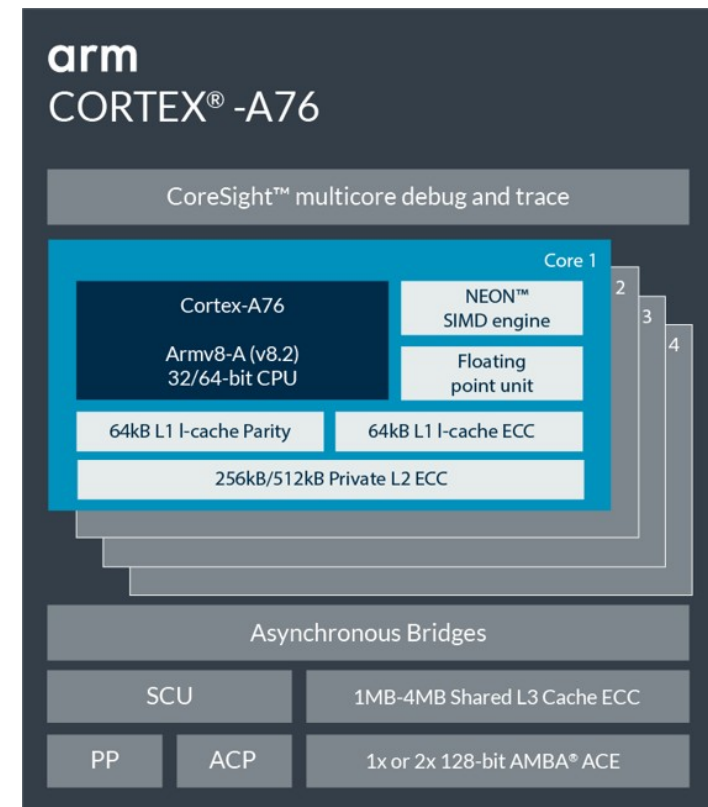 arm
CORTEX® -A76
CoreSight™ multicore debug and trace
Core 1
2
3
4
Cortex-A76
Armv8-A (v8.2)
32/64-bit CPU
NEON™
SIMD engine
Floating
point unit
64kB L1 I-cache Parity
64kB L1 I-cache ECC
256kB/512kB Private L2 ECC
Asynchronous Bridges
SCU
1MB-4MB Shared L3 Cache ECC
PP
ACP
1x or 2x 128-bit AMBA® ACE